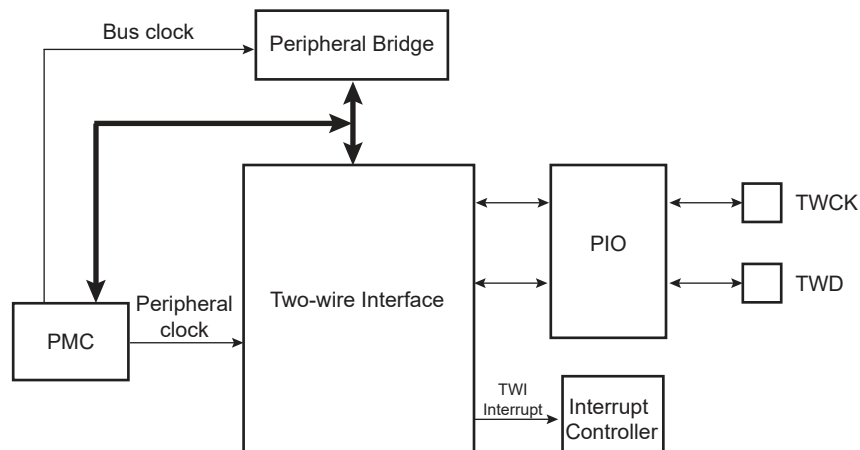 Bus clock
Peripheral Bridge
TWCK
PIO
TWD
Two-wire Interface
Peripheral
clock
PMC
TWI
Interrupt
Interrupt
Controller